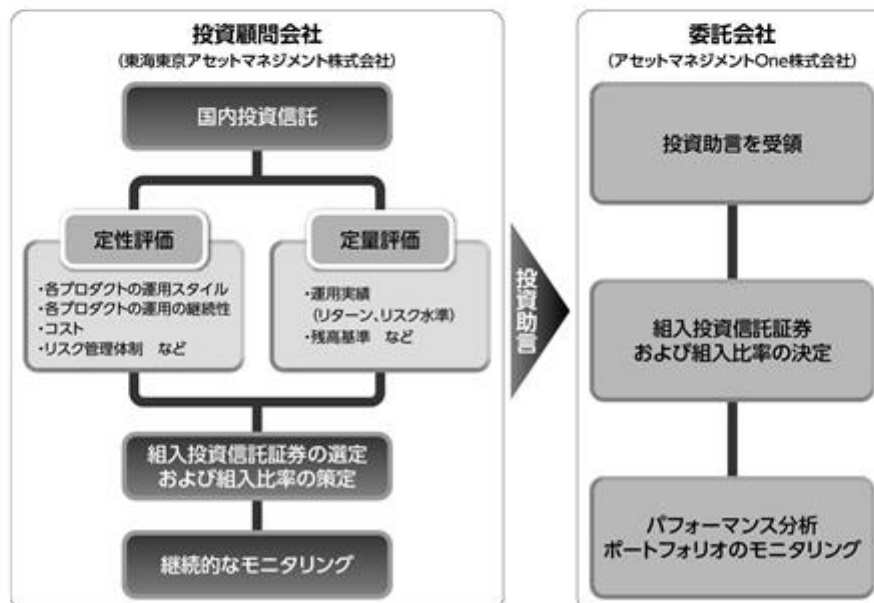 投資顧問会社
(東海東京アセットマネジメント株式会社)
国内投資信託
定性評価
・各プロダクトの運用スタイル
・各プロダクトの運用の継続性
・コスト
・リスク管理体制 など
定量評価
・運用実績
(リターン、リスク水準)
・残高基準 など
組入投資信託証券の選定
および組入比率の策定
継続的なモニタリング
投資助言
委託会社
(アセットマネジメントOne株式会社)
投資助言を受領
組入投資信託証券
および組入比率の決定
パフォーマンス分析
ポートフォリオのモニタリング